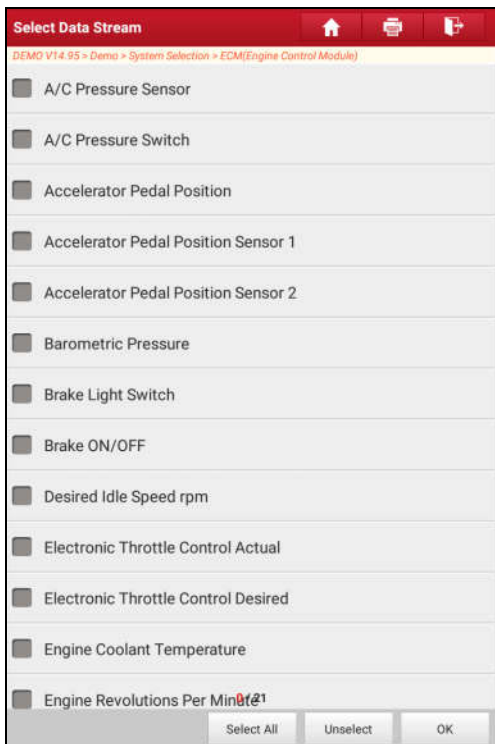 Select Data Stream
DEMO V14.95 > Demo > System Selection > ECM(Engine Control Module)
A/C Pressure Sensor
A/C Pressure Switch
Accelerator Pedal Position
Accelerator Pedal Position Sensor 1
Accelerator Pedal Position Sensor 2
Barometric Pressure
Brake Light Switch
Brake ON/OFF
Desired Idle Speed rpm
Electronic Throttle Control Actual
Electronic Throttle Control Desired
Engine Coolant Temperature
Engine Revolutions Per Minute
0/21
Select All Unselect OK